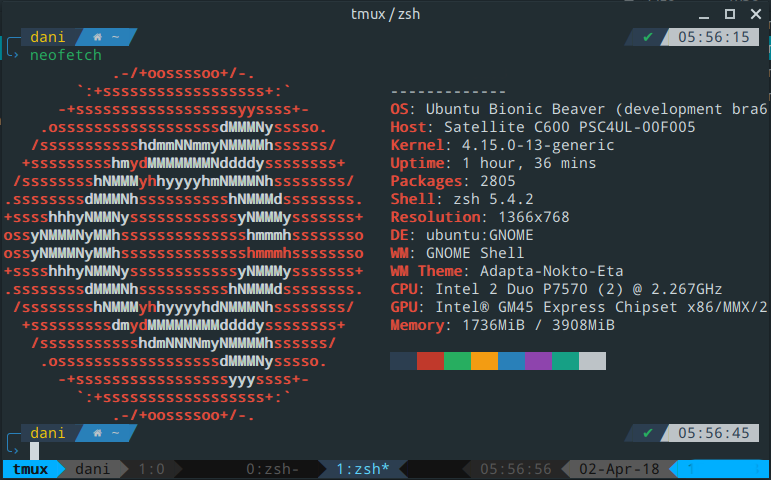 tmux / zsh
dani ~ ✔ 05:56:15
neofetch
.-/+oossssoo+/-.
`:+ssssssssssssssssss+:` -------------
-+ssssssssssssssssssyyssss+- OS: Ubuntu Bionic Beaver (development bra6
.ossssssssssssssssssdMMMNysssso. Host: Satellite C600 PSC4UL-00F005
/ssssssssssshdmmNNmmyNMMMMhssssss/ Kernel: 4.15.0-13-generic
+ssssssssshmydMMMMMMMNddddyssssssss+ Uptime: 1 hour, 36 mins
/sssssssshNMMMyhhyyyyhmNMMMNhssssssss/ Packages: 2805
.ssssssssdMMMNhsssssssssshNMMMdssssssss. Shell: zsh 5.4.2
+sssshhhyNMMNyssssssssssssyNMMMysssssss+ Resolution: 1366x768
ossyNMMMNyMMhsssssssssssssshmmmhssssssso DE: ubuntu:GNOME
ossyNMMMNyMMhsssssssssssssshmmmhssssssso WM: GNOME Shell
+sssshhhyNMMNyssssssssssssyNMMMysssssss+ WM Theme: Adapta-Nokto-Eta
.ssssssssdMMMNhsssssssssshNMMMdssssssss. CPU: Intel 2 Duo P7570 (2) @ 2.267GHz
/sssssssshNMMMyhhyyyyhdNMMMNhssssssss/ GPU: Intel® GM45 Express Chipset x86/MMX/2
+sssssssssdmydMMMMMMMMddddyssssssss+ Memory: 1736MiB / 3908MiB
/ssssssssssshdmNNNNmyNMMMMhssssss/
.ossssssssssssssssssdMMMNysssso.
-+sssssssssssssssssyyyssss+-
`:+ssssssssssssssssss+:`
.-/+oossssoo+/-.
dani ~ ✔ 05:56:45
tmux dani 1:0 0:zsh- 1:zsh* 05:56:56 02-Apr-18